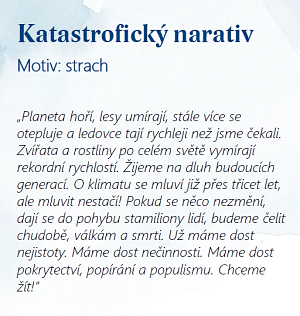 Katastrofický narativ
Motiv: strach
„Planeta hoří, lesy umírají, stále více se
otepluje a ledovce tají rychleji než jsme čekali.
Zvířata a rostliny po celém světě vymírají
rekordní rychlostí. Žijeme na dluh budoucích
generací. O klimatu se mluví již přes třicet let,
ale mluvit nestačí! Pokud se něco nezmění,
dají se do pohybu stamiliony lidí, budeme čelit
chudobě, válkám a smrti. Už máme dost
nejistoty. Máme dost nečinnosti. Máme dost
pokrytectví, popírání a populismu. Chceme
žít!“